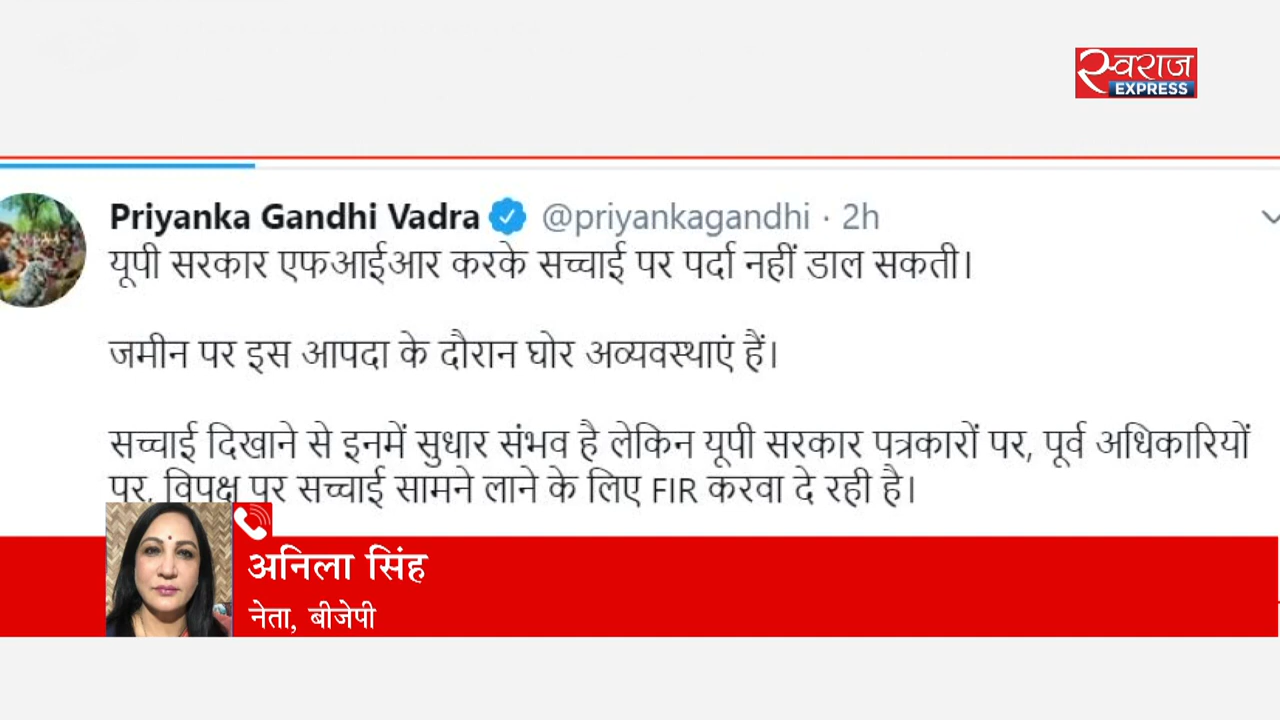 स्वराज
EXPRESS
Priyanka Gandhi Vadra @priyankagandhi · 2h
यूपी सरकार एफआईआर करके सच्चाई पर पर्दा नहीं डाल सकती।
जमीन पर इस आपदा के दौरान घोर अव्यवस्थाएं हैं।
सच्चाई दिखाने से इनमें सुधार संभव है लेकिन यूपी सरकार पत्रकारों पर, पूर्व अधिकारियों
पर, विपक्ष पर सच्चाई सामने लाने के लिए FIR करवा दे रही है।
अनिला सिंह
नेता, बीजेपी